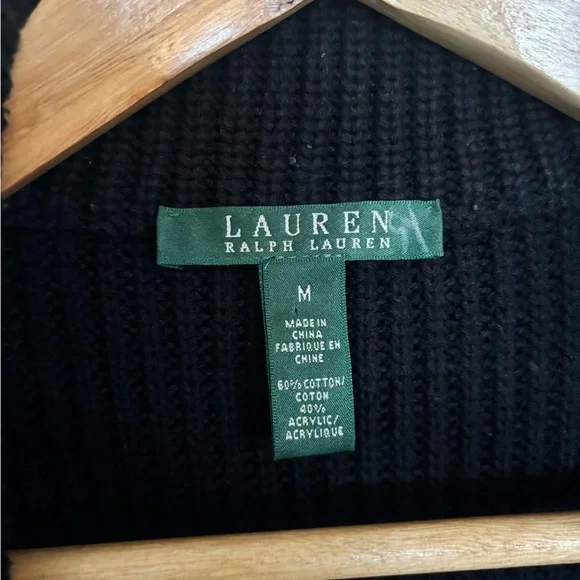 LAUREN
RALPH LAUREN
M
MADE IN
CHINA
FABRIQUE EN
CHINE
60% COTTON/
COTON
40%
ACRYLIC/
ACRYLIQUE